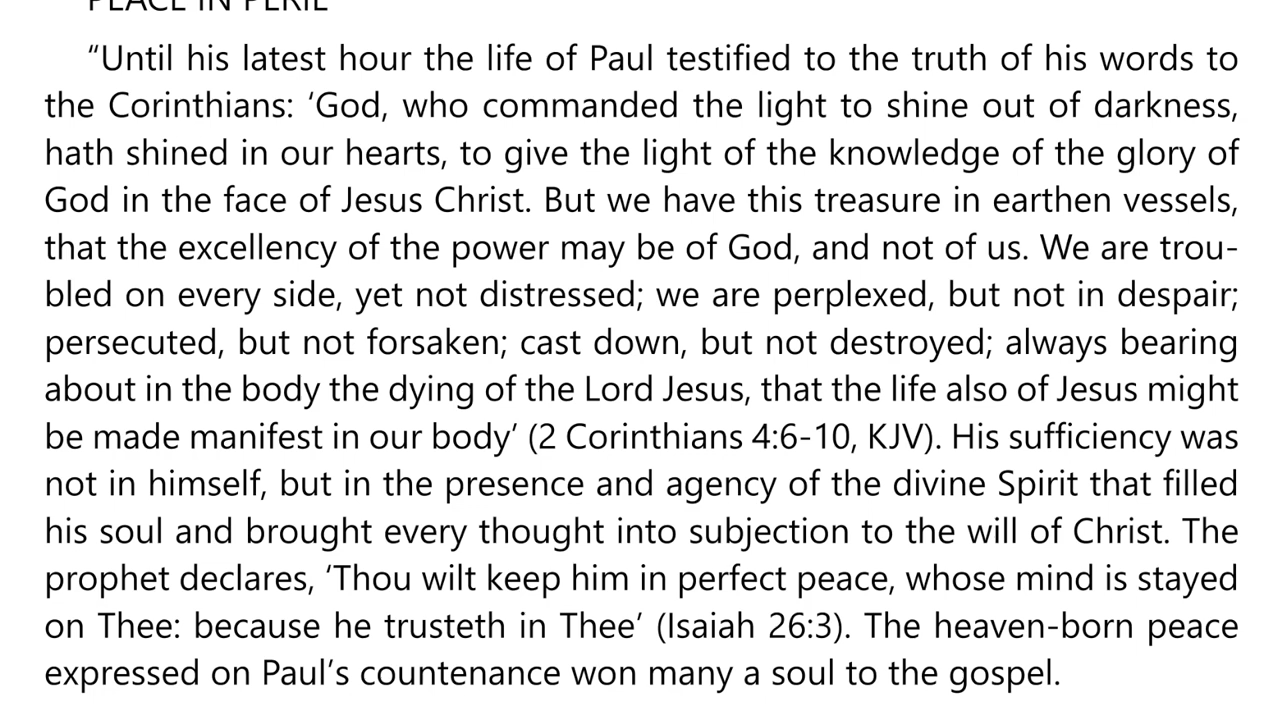 PEACE IN PERIL
“Until his latest hour the life of Paul testified to the truth of his words to
the Corinthians: ‘God, who commanded the light to shine out of darkness,
hath shined in our hearts, to give the light of the knowledge of the glory of
God in the face of Jesus Christ. But we have this treasure in earthen vessels,
that the excellency of the power may be of God, and not of us. We are trou-
bled on every side, yet not distressed; we are perplexed, but not in despair;
persecuted, but not forsaken; cast down, but not destroyed; always bearing
about in the body the dying of the Lord Jesus, that the life also of Jesus might
be made manifest in our body’ (2 Corinthians 4:6-10, KJV). His sufficiency was
not in himself, but in the presence and agency of the divine Spirit that filled
his soul and brought every thought into subjection to the will of Christ. The
prophet declares, ‘Thou wilt keep him in perfect peace, whose mind is stayed
on Thee: because he trusteth in Thee’ (Isaiah 26:3). The heaven-born peace
expressed on Paul’s countenance won many a soul to the gospel.